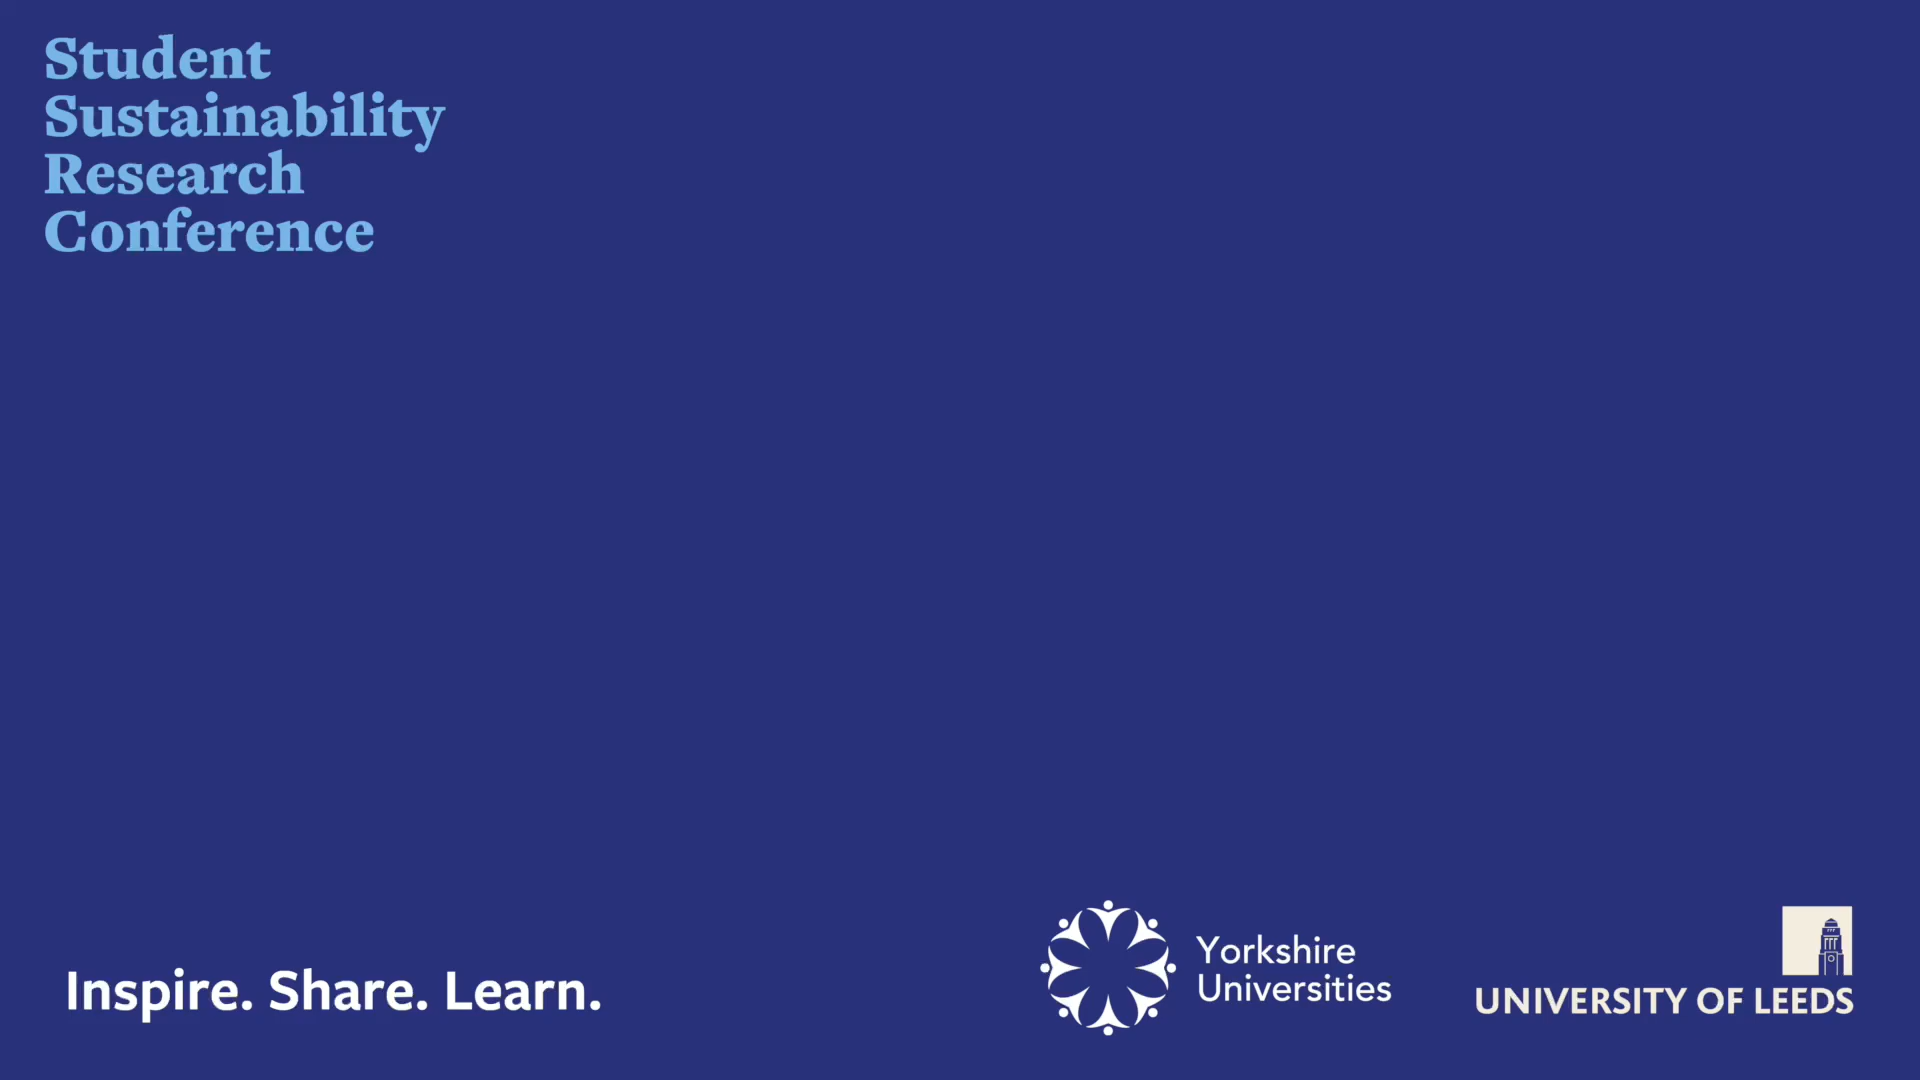 Student
Sustainability
Research
Conference
Inspire. Share. Learn.
Yorkshire
Universities
UNIVERSITY OF LEEDS